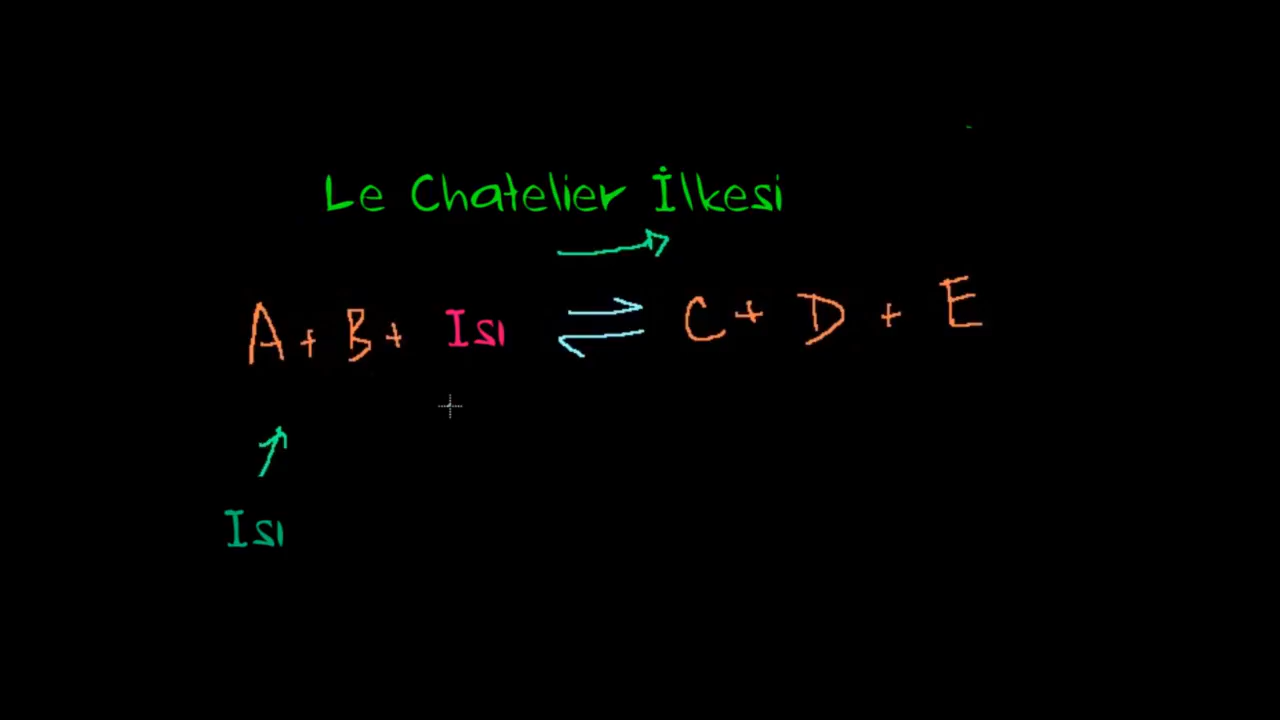 Le Chatelier İlkesi
→
A + B + Isı ⇌ C + D + E
↑
Isı